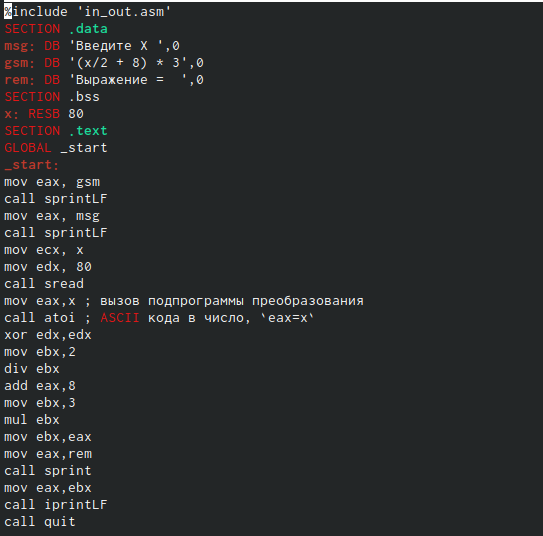 %include 'in_out.asm'
SECTION .data
msg: DB 'Введите X ',0
gsm: DB '(x/2 + 8) * 3',0
rem: DB 'Выражение =  ',0
SECTION .bss
x: RESB 80
SECTION .text
GLOBAL _start
_start:
mov eax, gsm
call sprintLF
mov eax, msg
call sprintLF
mov ecx, x
mov edx, 80
call sread
mov eax,x ; вызов подпрограммы преобразования
call atoi ; ASCII кода в число, `eax=x`
xor edx,edx
mov ebx,2
div ebx
add eax,8
mov ebx,3
mul ebx
mov ebx,eax
mov eax,rem
call sprint
mov eax,ebx
call iprintLF
call quit